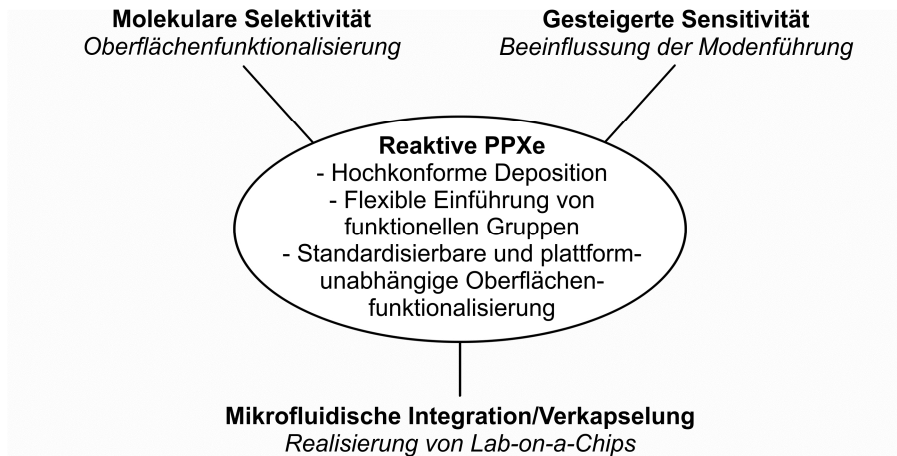 Molekulare Selektivität
Oberflächenfunktionalisierung
Gesteigerte Sensitivität
Beeinflussung der Modenführung
Reaktive PPXe
- Hochkonforme Deposition
- Flexible Einführung von
funktionellen Gruppen
- Standardisierbare und plattform-
unabhängige Oberflächen-
funktionalisierung
Mikrofluidische Integration/Verkapselung
Realisierung von Lab-on-a-Chips